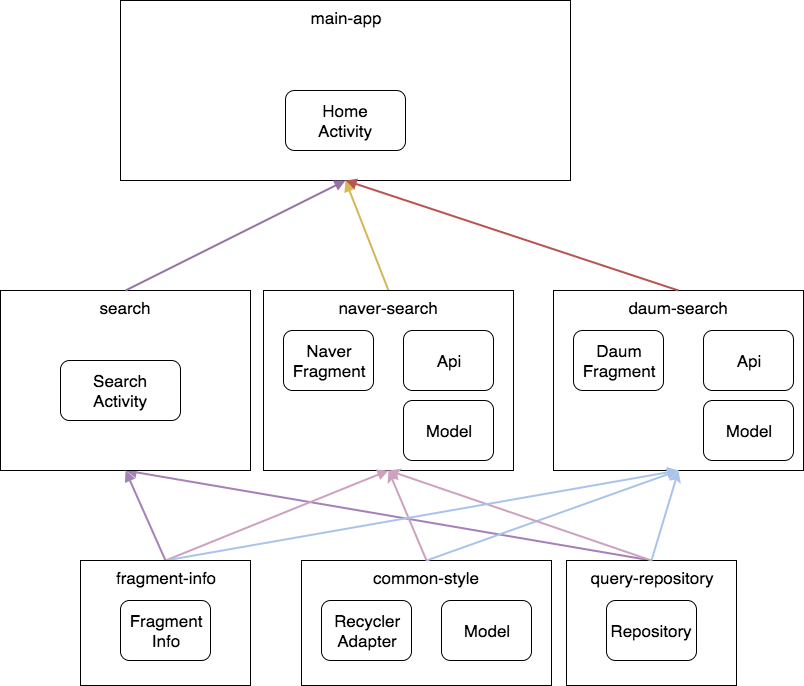 main-app
Home
Activity
search
Search
Activity
naver-search
Naver
Fragment
Api
Model
daum-search
Daum
Fragment
Api
Model
fragment-info
Fragment
Info
common-style
Recycler
Adapter
Model
query-repository
Repository